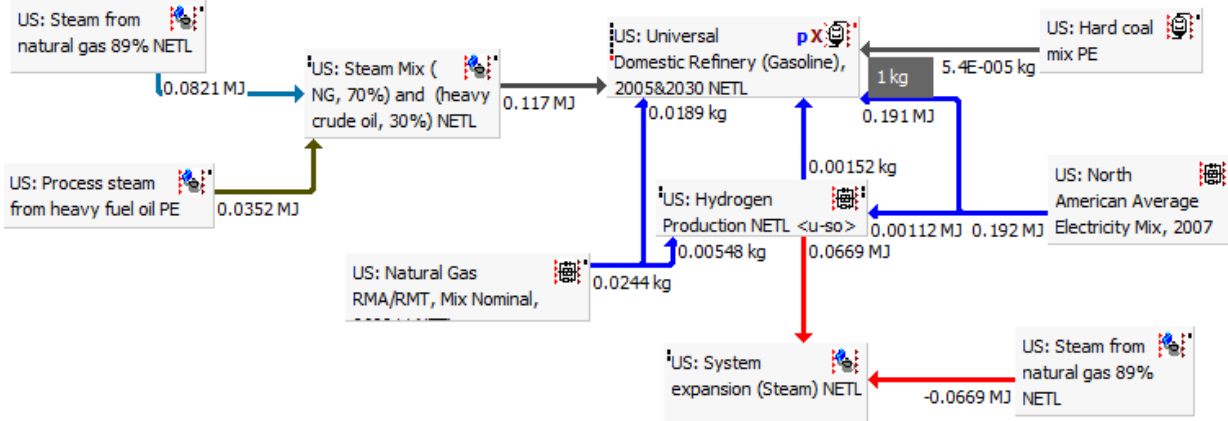 US: Steam from
natural gas 89% NETL
0.0821 MJ
US: Process steam
from heavy fuel oil PE
0.0352 MJ
US: Steam Mix (
NG, 70%) and (heavy
crude oil, 30%) NETL
0.117 MJ
US: Universal
pX
Domestic Refinery (Gasoline),
2005&2030 NETL
1 kg
US: Hard coal
mix PE
5.4E-005 kg
0.0189 kg
0.191 MJ
0.00152 kg
US: Hydrogen
Production NETL <u-so>
US: North
American Average
Electricity Mix, 2007
0.00112 MJ
0.192 MJ
0.00548 kg
0.0669 MJ
US: Natural Gas
RMA/RMT, Mix Nominal,
0.0244 kg
US: System
expansion (Steam) NETL
US: Steam from
natural gas 89%
NETL
-0.0669 MJ